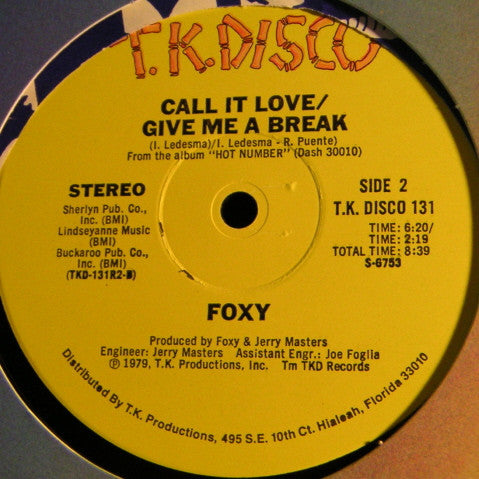 T.K. DISCO
CALL IT LOVE/
GIVE ME A BREAK
(I. Ledesma)/I. Ledesma - R. Puente)
From the album "HOT NUMBER" (Dash 30010)
STEREO
Sherlyn Pub. Co.,
Inc. (BMI)
Lindseyanne Music
(BMI)
Buckaroo Pub. Co.,
Inc. (BMI)
(TKD-131R2-B)
SIDE 2
T.K. DISCO 131
TIME: 6:20/
TIME: 2:19
TOTAL TIME: 8:39
S-6753
FOXY
Produced by Foxy & Jerry Masters
Engineer: Jerry Masters Assistant Engr.: Joe Foglia
℗ 1979, T.K. Productions, Inc. Tm TKD Records
Distributed By T.K. Productions, 495 S.E. 10th Ct. Hialeah, Florida 33010